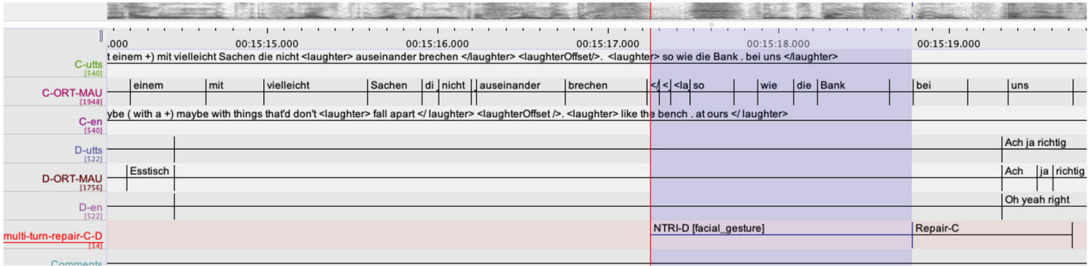 .000 00:00:15:15.000 00:15:16.000 00:15:17.000 00:15:18.000 00:15:19.000
C-utts
[540]
t einem +) mit vielleicht Sachen die nicht <laughter> auseinander brechen </laughter> <laughterOffset/>. <laughter> so wie die Bank . bei uns </laughter>
C-ORT-MAU
[1948]
einem mit vielleicht Sachen di nicht auseinander brechen </ < <la so wie die Bank bei uns
C-en
[540]
ybe ( with a +) maybe with things that'd don't <laughter> fall apart </ laughter> <laughterOffset />. <laughter> like the bench . at ours </ laughter>
D-utts
[522]
Ach ja richtig
D-ORT-MAU
[1756]
Esstisch Ach ja richtig
D-en
[522]
Oh yeah right
multi-turn-repair-C-D
[14]
NTRI-D [facial_gesture] Repair-C
Comments